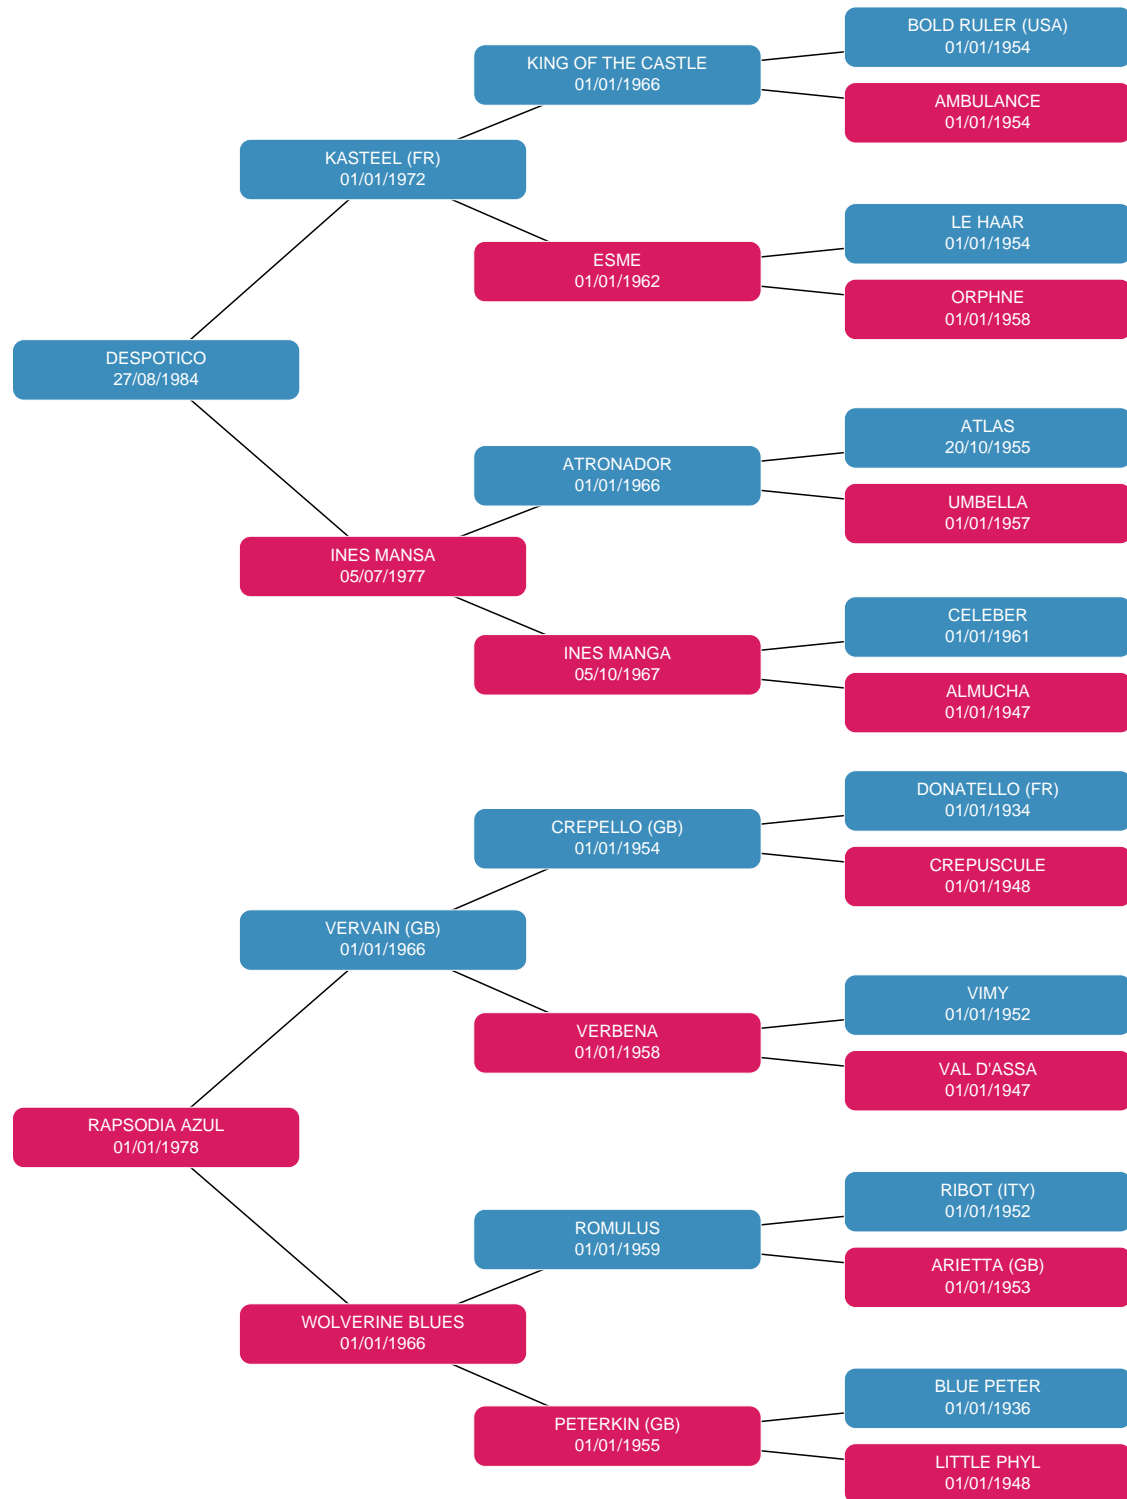 BOLD RULER (USA)
01/01/1954
KING OF THE CASTLE
01/01/1966
AMBULANCE
01/01/1954
KASTEEL (FR)
01/01/1972
LE HAAR
01/01/1954
ESME
01/01/1962
ORPHNE
01/01/1958
DESPOTICO
27/08/1984
ATLAS
20/10/1955
ATRONADOR
01/01/1966
UMBELLA
01/01/1957
INES MANSA
05/07/1977
CELEBER
01/01/1961
INES MANGA
05/10/1967
ALMUCHA
01/01/1947
DONATELLO (FR)
01/01/1934
CREPELLO (GB)
01/01/1954
CREPUSCULE
01/01/1948
VERVAIN (GB)
01/01/1966
VIMY
01/01/1952
VERBENA
01/01/1958
VAL D'ASSA
01/01/1947
RAPSODIA AZUL
01/01/1978
RIBOT (ITY)
01/01/1952
ROMULUS
01/01/1959
ARIETTA (GB)
01/01/1953
WOLVERINE BLUES
01/01/1966
BLUE PETER
01/01/1936
PETERKIN (GB)
01/01/1955
LITTLE PHYL
01/01/1948